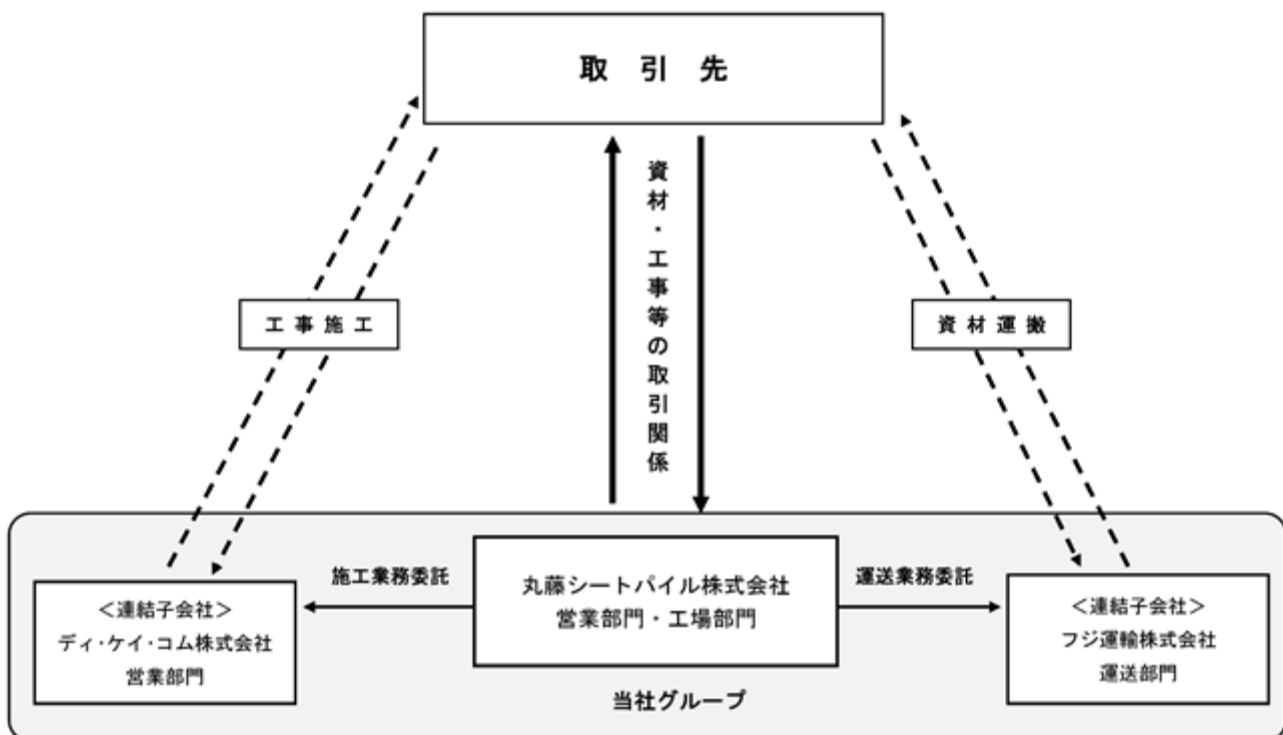 取引先
資材・工事等の取引関係
工事施工
資材運搬
施工業務委託
丸藤シートパイル株式会社
営業部門・工場部門
運送業務委託
＜連結子会社＞
ディ・ケイ・コム株式会社
営業部門
＜連結子会社＞
フジ運輸株式会社
運送部門
当社グループ